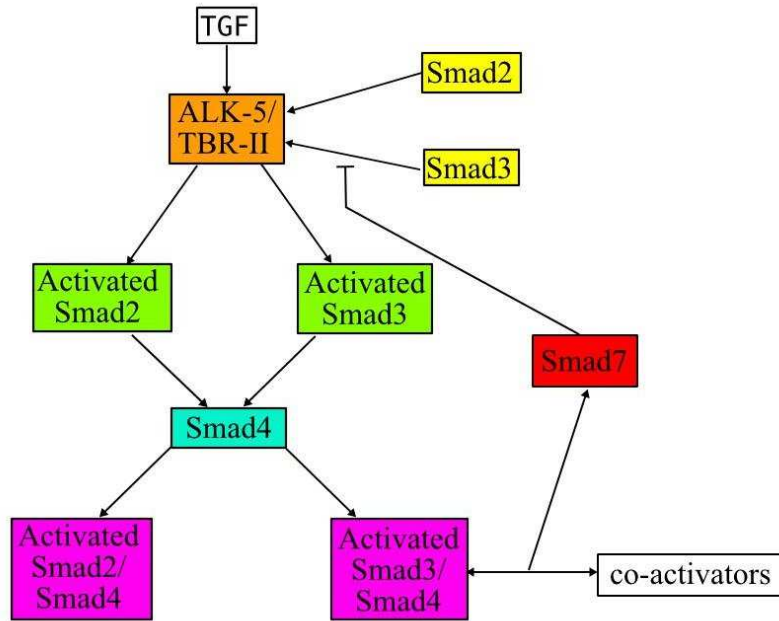 TGF
Smad2
ALK-5/
TBR-II
Smad3
Activated
Smad2
Activated
Smad3
Smad7
Smad4
Activated
Smad2/
Smad4
Activated
Smad3/
Smad4
co-activators